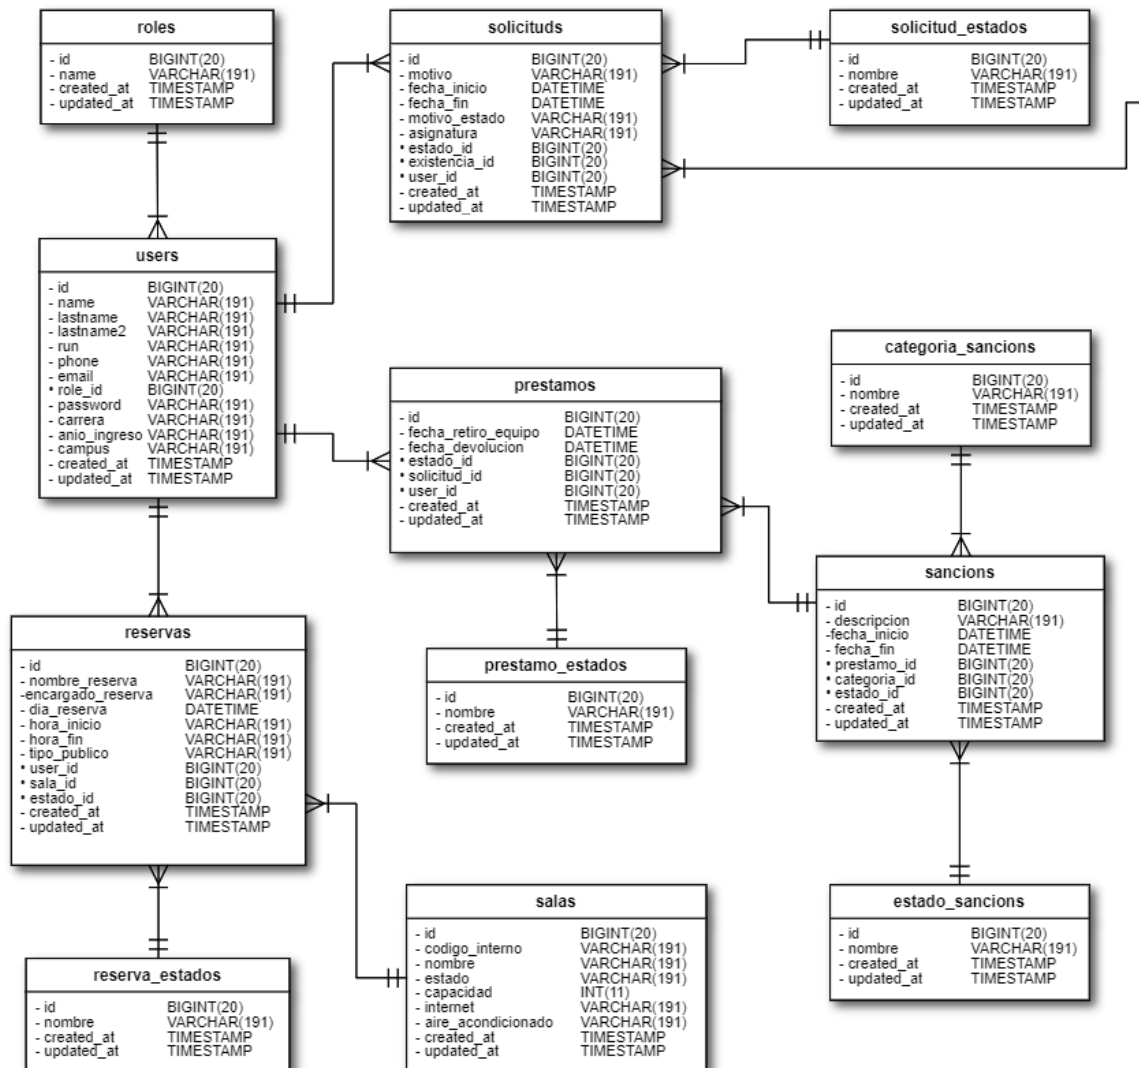 roles
- id BIGINT(20)
- name VARCHAR(191)
- created_at TIMESTAMP
- updated_at TIMESTAMP
solicituds
- id BIGINT(20)
- motivo VARCHAR(191)
- fecha_inicio DATETIME
- fecha_fin DATETIME
- motivo_estado VARCHAR(191)
- asignatura VARCHAR(191)
• estado_id BIGINT(20)
• existencia_id BIGINT(20)
• user_id BIGINT(20)
- created_at TIMESTAMP
- updated_at TIMESTAMP
solicitud_estados
- id BIGINT(20)
- nombre VARCHAR(191)
- created_at TIMESTAMP
- updated_at TIMESTAMP
users
- id BIGINT(20)
- name VARCHAR(191)
- lastname VARCHAR(191)
- lastname2 VARCHAR(191)
- run VARCHAR(191)
- phone VARCHAR(191)
- email VARCHAR(191)
• role_id BIGINT(20)
- password VARCHAR(191)
- carrera VARCHAR(191)
- anio_ingreso VARCHAR(191)
- campus VARCHAR(191)
- created_at TIMESTAMP
- updated_at TIMESTAMP
prestamos
- id BIGINT(20)
- fecha_retiro_equipo DATETIME
- fecha_devolucion DATETIME
• estado_id BIGINT(20)
• solicitud_id BIGINT(20)
• user_id BIGINT(20)
- created_at TIMESTAMP
- updated_at TIMESTAMP
categoria_sancions
- id BIGINT(20)
- nombre VARCHAR(191)
- created_at TIMESTAMP
- updated_at TIMESTAMP
sancions
- id BIGINT(20)
- descripcion VARCHAR(191)
-fecha_inicio DATETIME
- fecha_fin DATETIME
• prestamo_id BIGINT(20)
• categoria_id BIGINT(20)
• estado_id BIGINT(20)
- created_at TIMESTAMP
- updated_at TIMESTAMP
reservas
- id BIGINT(20)
- nombre_reserva VARCHAR(191)
-encargado_reserva VARCHAR(191)
- dia_reserva DATETIME
- hora_inicio VARCHAR(191)
- hora_fin VARCHAR(191)
- tipo_publico VARCHAR(191)
• user_id BIGINT(20)
• sala_id BIGINT(20)
• estado_id BIGINT(20)
- created_at TIMESTAMP
- updated_at TIMESTAMP
prestamo_estados
- id BIGINT(20)
- nombre VARCHAR(191)
- created_at TIMESTAMP
- updated_at TIMESTAMP
salas
- id BIGINT(20)
- codigo_interno VARCHAR(191)
- nombre VARCHAR(191)
- estado VARCHAR(191)
- capacidad INT(11)
- internet VARCHAR(191)
- aire_acondicionado VARCHAR(191)
- created_at TIMESTAMP
- updated_at TIMESTAMP
estado_sancions
- id BIGINT(20)
- nombre VARCHAR(191)
- created_at TIMESTAMP
- updated_at TIMESTAMP
reserva_estados
- id BIGINT(20)
- nombre VARCHAR(191)
- created_at TIMESTAMP
- updated_at TIMESTAMP